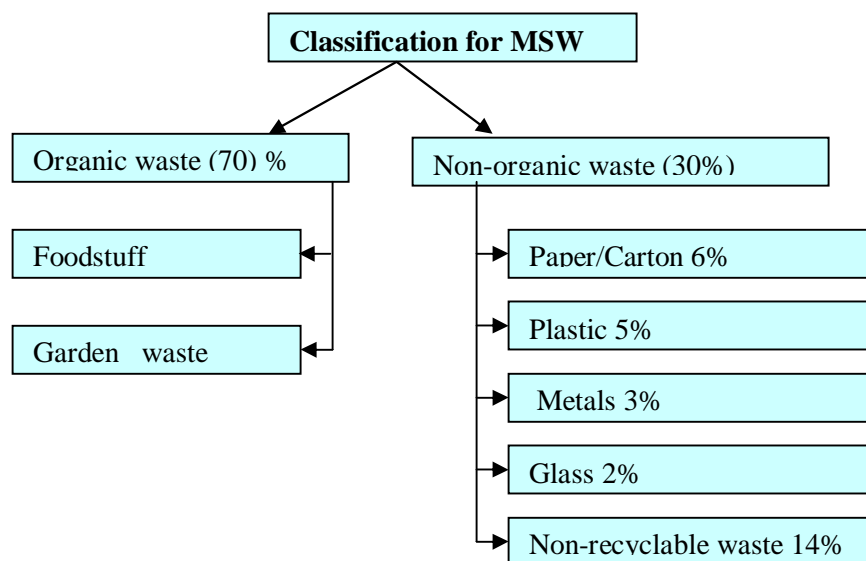 Classification for MSW
Organic waste (70) %
Non-organic waste (30%)
Foodstuff
Garden waste
Paper/Carton 6%
Plastic 5%
Metals 3%
Glass 2%
Non-recyclable waste 14%